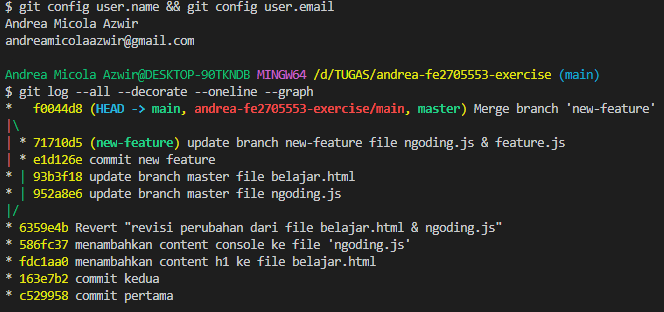 $ git config user.name && git config user.email
Andrea Micola Azwir
andreamicolaazwir@gmail.com
Andrea Micola Azwir@DESKTOP-90TKNDB MINGW64 /d/TUGAS/andrea-fe2705553-exercise (main)
$ git log --all --decorate --oneline --graph
*   f0044d8 (HEAD -> main, andrea-fe2705553-exercise/main, master) Merge branch 'new-feature'
|\
| * 71710d5 (new-feature) update branch new-feature file ngoding.js & feature.js
| * e1d126e commit new feature
* | 93b3f18 update branch master file belajar.html
* | 952a8e6 update branch master file ngoding.js
|/
* 6359e4b Revert "revisi perubahan dari file belajar.html & ngoding.js"
* 586fc37 menambahkan content console ke file 'ngoding.js'
* fdc1aa0 menambahkan content h1 ke file belajar.html
* 163e7b2 commit kedua
* c529958 commit pertama